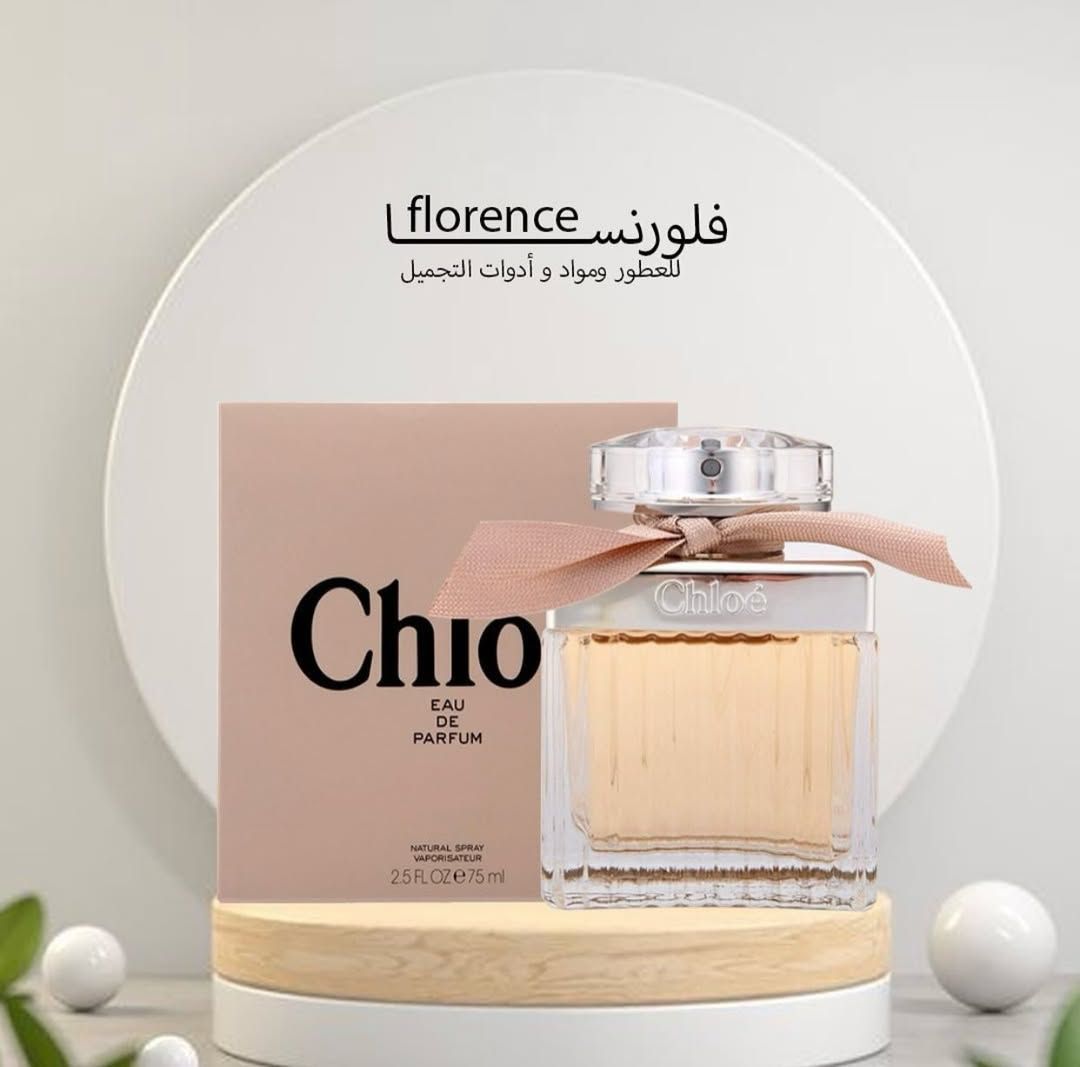 فلورنسا florence
للعطور ومواد و أدوات التجميل
Chlo
EAU
DE
PARFUM
NATURAL SPRAY
VAPORISATEUR
2.5 FL OZ e 75 ml
Chloé